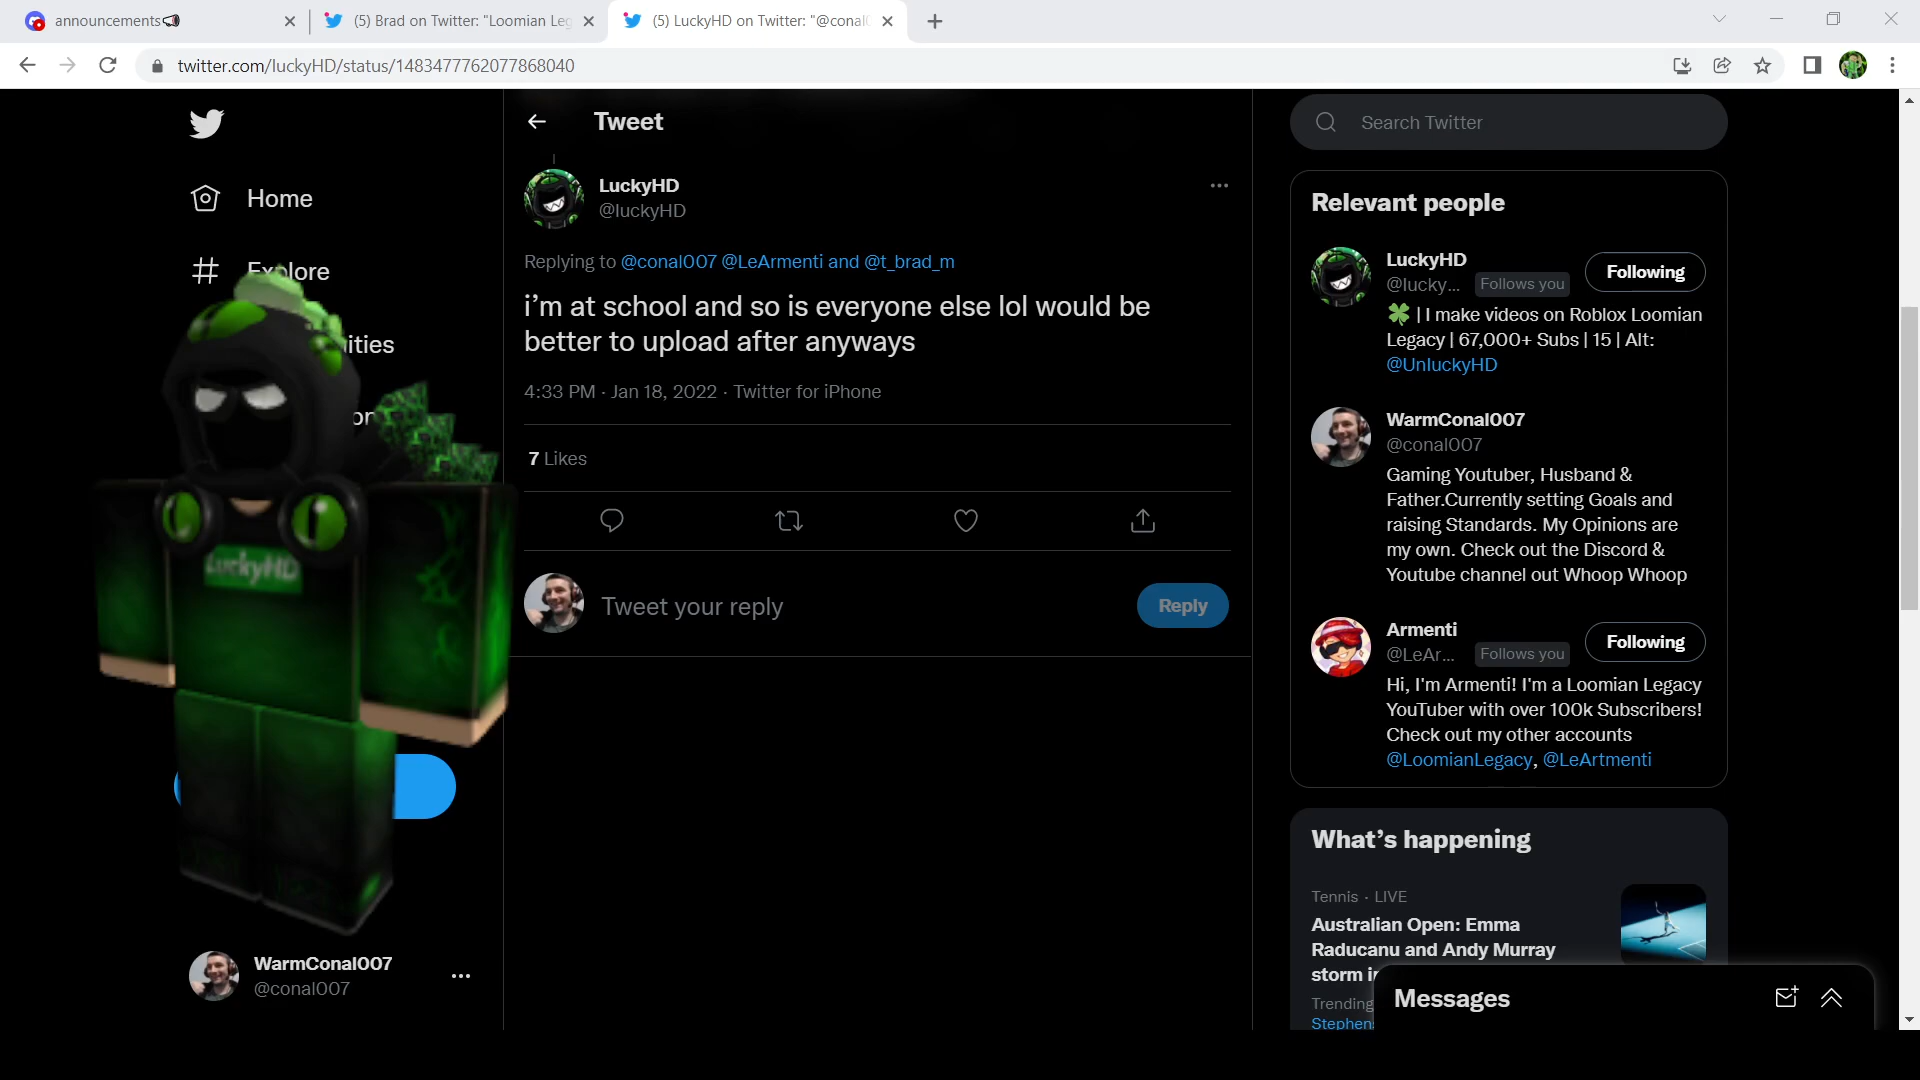 announcements
(5) Brad on Twitter: "Loomian Leg
(5) LuckyHD on Twitter: "@conal0
twitter.com/luckyHD/status/1483477762077868040
Home
Explore
ities
Tweet
LuckyHD
@luckyHD
Replying to @conal007 @LeArmenti and @t_brad_m
i’m at school and so is everyone else lol would be
better to upload after anyways
4:33 PM · Jan 18, 2022 · Twitter for iPhone
7 Likes
Tweet your reply
Reply
LuckyHD
WarmConal007
@conal007
Search Twitter
Relevant people
LuckyHD
@lucky... Follows you
Following
🍀 | I make videos on Roblox Loomian
Legacy | 67,000+ Subs | 15 | Alt:
@UnluckyHD
WarmConal007
@conal007
Gaming Youtuber, Husband &
Father.Currently setting Goals and
raising Standards. My Opinions are
my own. Check out the Discord &
Youtube channel out Whoop Whoop
Armenti
@LeAr... Follows you
Following
Hi, I'm Armenti! I'm a Loomian Legacy
YouTuber with over 100k Subscribers!
Check out my other accounts
@LoomianLegacy, @LeArtmenti
What’s happening
Tennis · LIVE
Australian Open: Emma
Raducanu and Andy Murray
storm i
Trending
Stephen
Messages